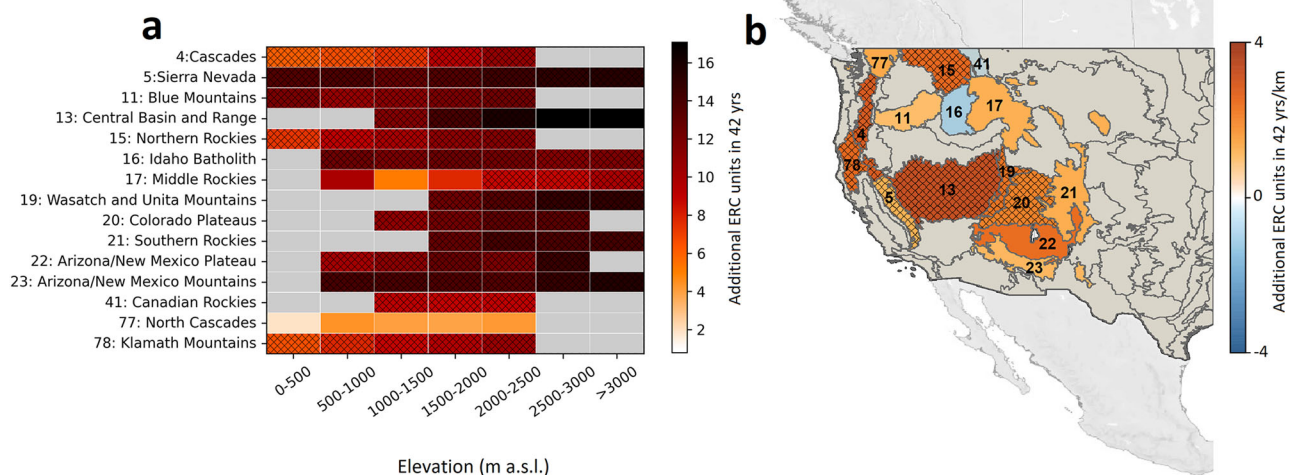 a
4:Cascades
5:Sierra Nevada
11: Blue Mountains
13: Central Basin and Range
15: Northern Rockies
16: Idaho Batholith
17: Middle Rockies
19: Wasatch and Unita Mountains
20: Colorado Plateaus
21: Southern Rockies
22: Arizona/New Mexico Plateau
23: Arizona/New Mexico Mountains
41: Canadian Rockies
77: North Cascades
78: Klamath Mountains
0-500
500-1000
1000-1500
1500-2000
2000-2500
2500-3000
>3000
Elevation (m a.s.l.)
16
14
12
10
8
6
4
2
Additional ERC units in 42 yrs
b
77
15
41
4
11
16
17
78
5
13
19
20
21
22
23
4
0
-4
Additional ERC units in 42 yrs/km